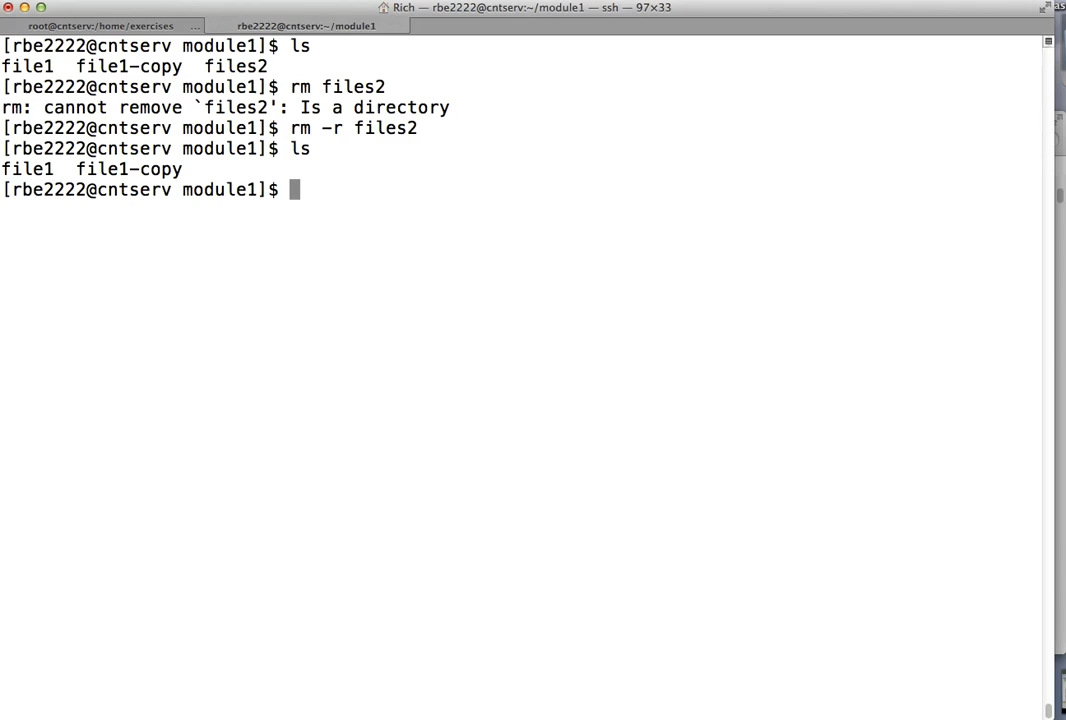 Rich — rbe2222@cntserv:~/module1 — ssh — 97×33
root@cntserv:/home/exercises ... rbe2222@cntserv:~/module1
[rbe2222@cntserv module1]$ ls
file1  file1-copy  files2
[rbe2222@cntserv module1]$ rm files2
rm: cannot remove `files2': Is a directory
[rbe2222@cntserv module1]$ rm -r files2
[rbe2222@cntserv module1]$ ls
file1  file1-copy
[rbe2222@cntserv module1]$